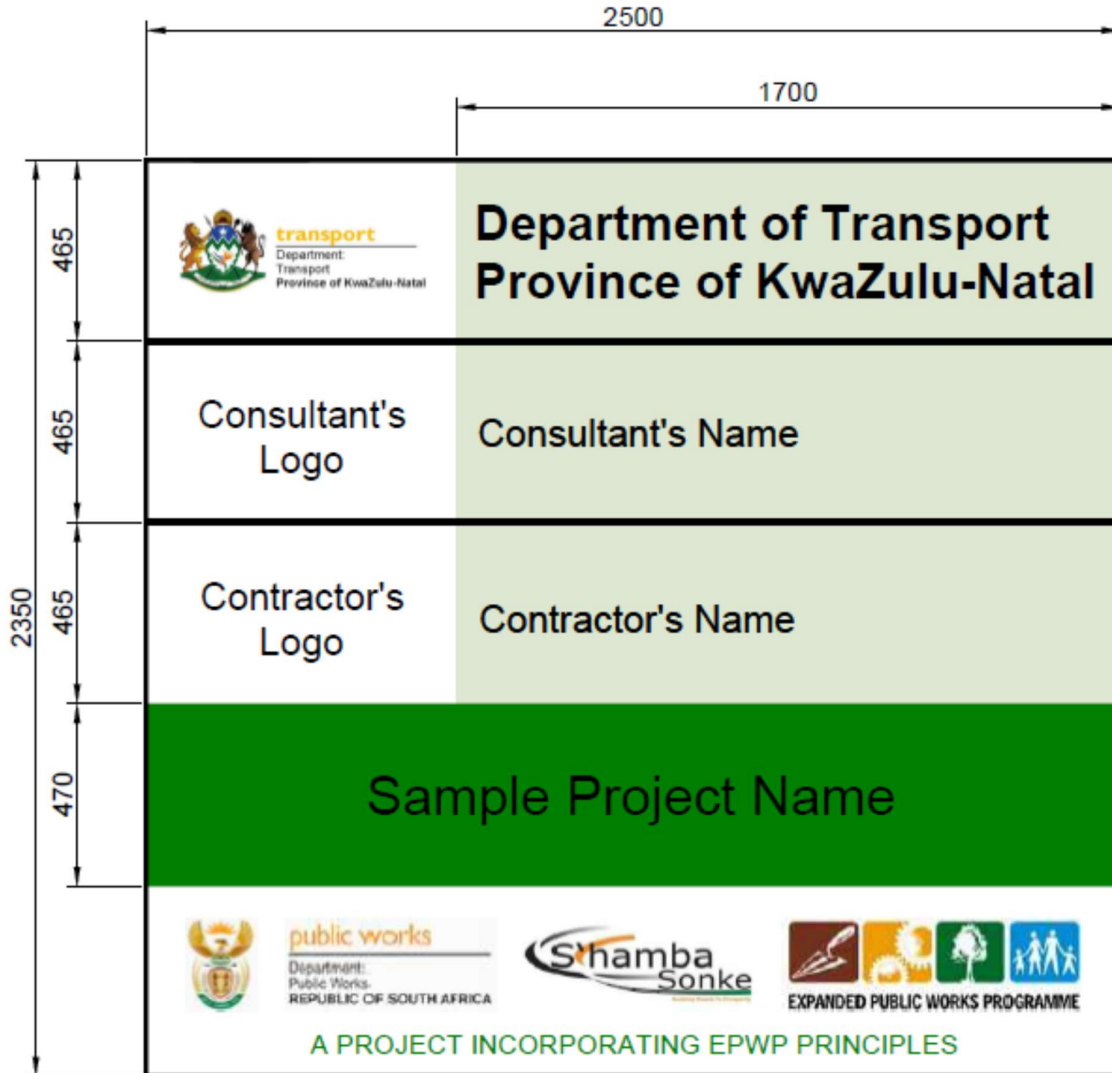 2500
1700
465
transport
Department:
Transport
Province of KwaZulu-Natal
Department of Transport
Province of KwaZulu-Natal
465
Consultant's
Logo
Consultant's Name
2350
465
Contractor's
Logo
Contractor's Name
470
Sample Project Name
public works
Department:
Public Works
REPUBLIC OF SOUTH AFRICA
S'hamba
Sonke
EXPANDED PUBLIC WORKS PROGRAMME
A PROJECT INCORPORATING EPWP PRINCIPLES